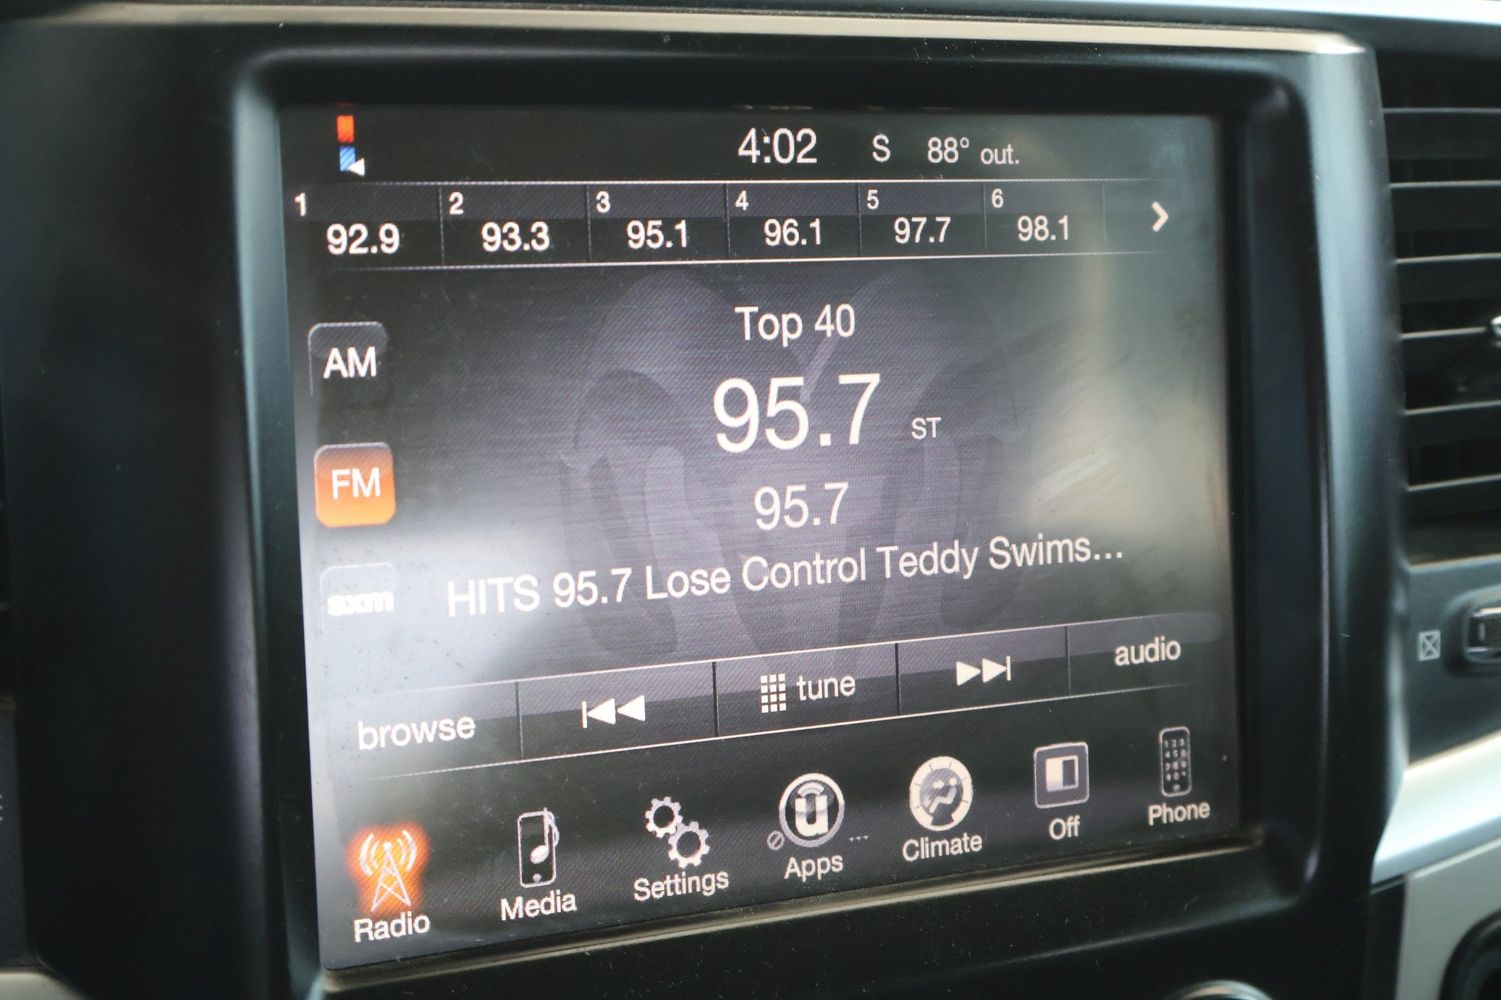 4:02 S 88° out.
1 2 3 4 5 6
92.9 93.3 95.1 96.1 97.7 98.1
Top 40
AM
95.7 ST
FM
95.7
HITS 95.7 Lose Control Teddy Swims...
sxm
browse tune audio
Radio Media Settings Apps Climate Off Phone